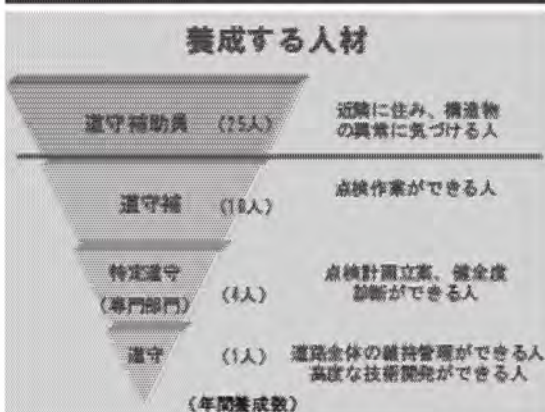 養成する人材
道守補助員 (25人) 近隣に住み、構造物
の異常に気づける人
道守補 (10人) 点検作業ができる人
特定道守
(専門部門) (4人) 点検計画立案、健全度
診断ができる人
道守 (1人) 道路全体の維持管理ができる人
高度な技術開発ができる人
(年間養成数)